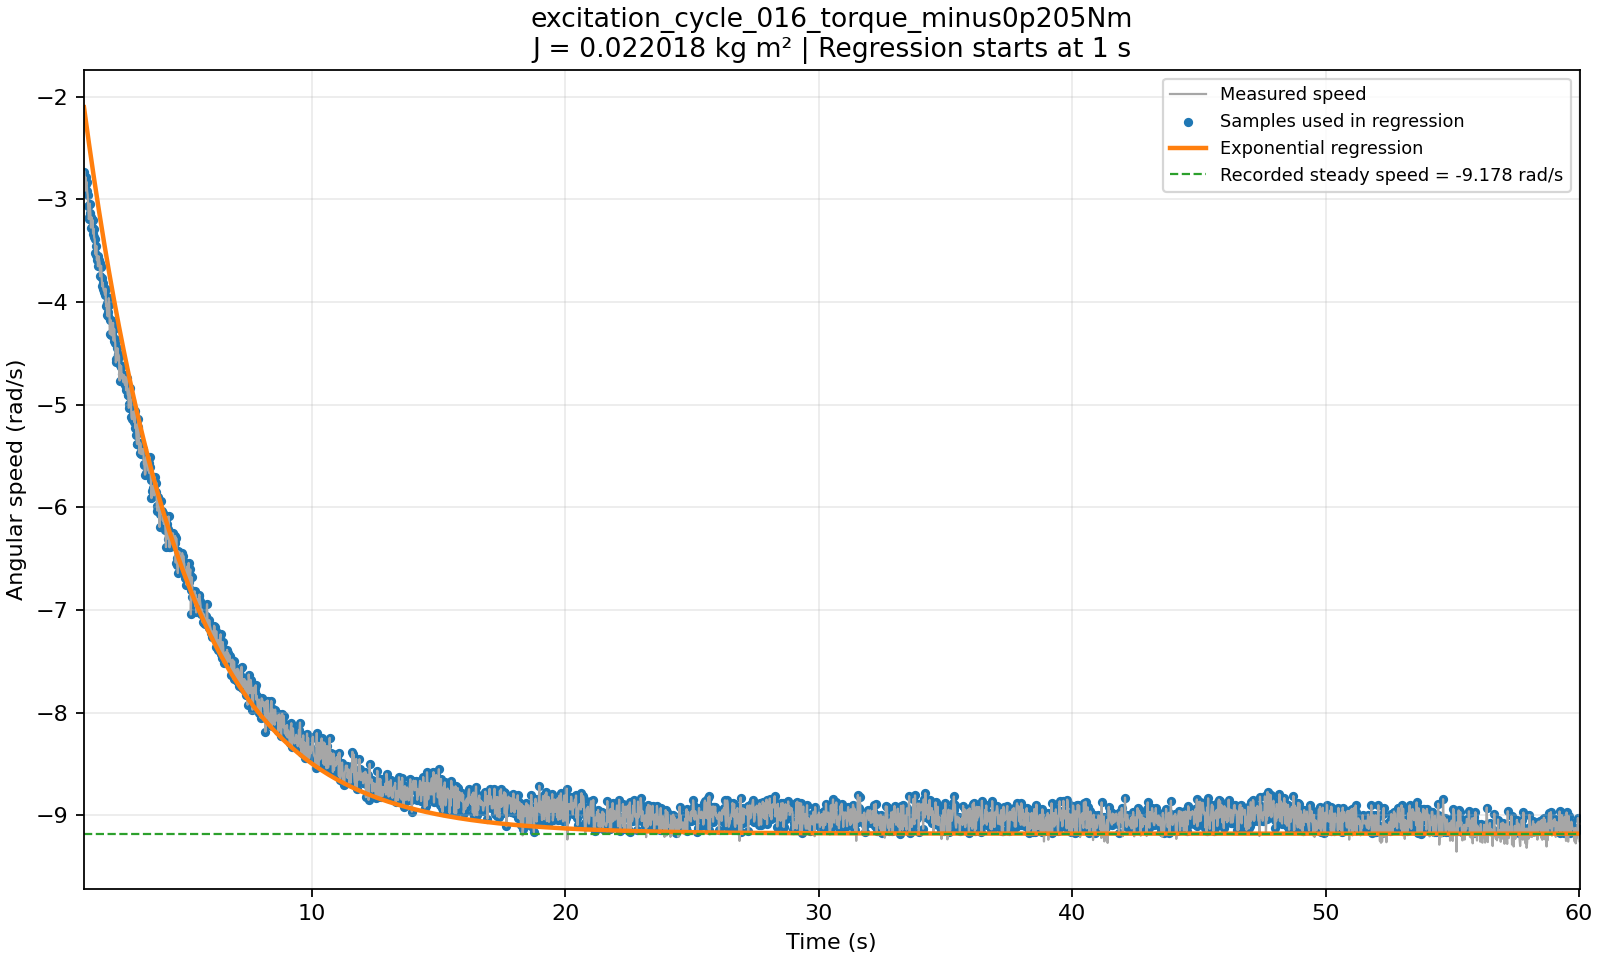 excitation_cycle_016_torque_minus0p205Nm
J = 0.022018 kg m² | Regression starts at 1 s
Measured speed
Samples used in regression
Exponential regression
Recorded steady speed = -9.178 rad/s
Angular speed (rad/s)
−2
−3
−4
−5
−6
−7
−8
−9
10
20
30
40
50
60
Time (s)